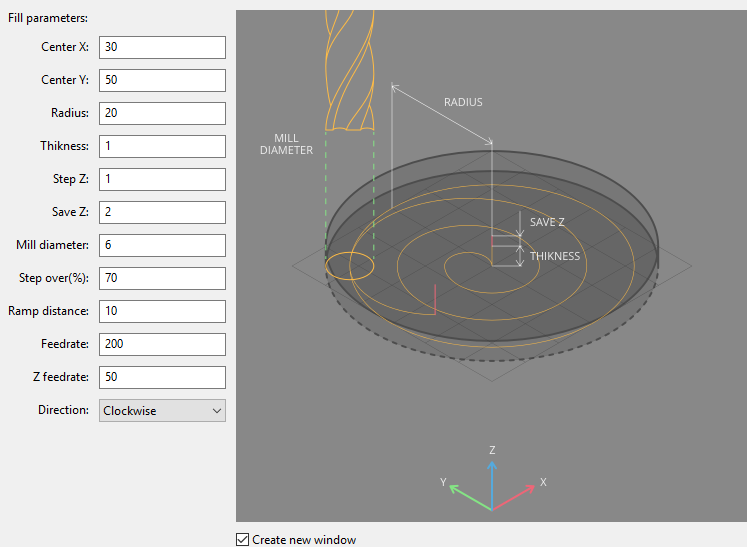 Fill parameters:
Center X: 30
Center Y: 50
Radius: 20
Thikness: 1
Step Z: 1
Save Z: 2
Mill diameter: 6
Step over(%): 70
Ramp distance: 10
Feedrate: 200
Z feedrate: 50
Direction: Clockwise
RADIUS
MILL
DIAMETER
SAVE Z
THIKNESS
Z
Y
X
Create new window